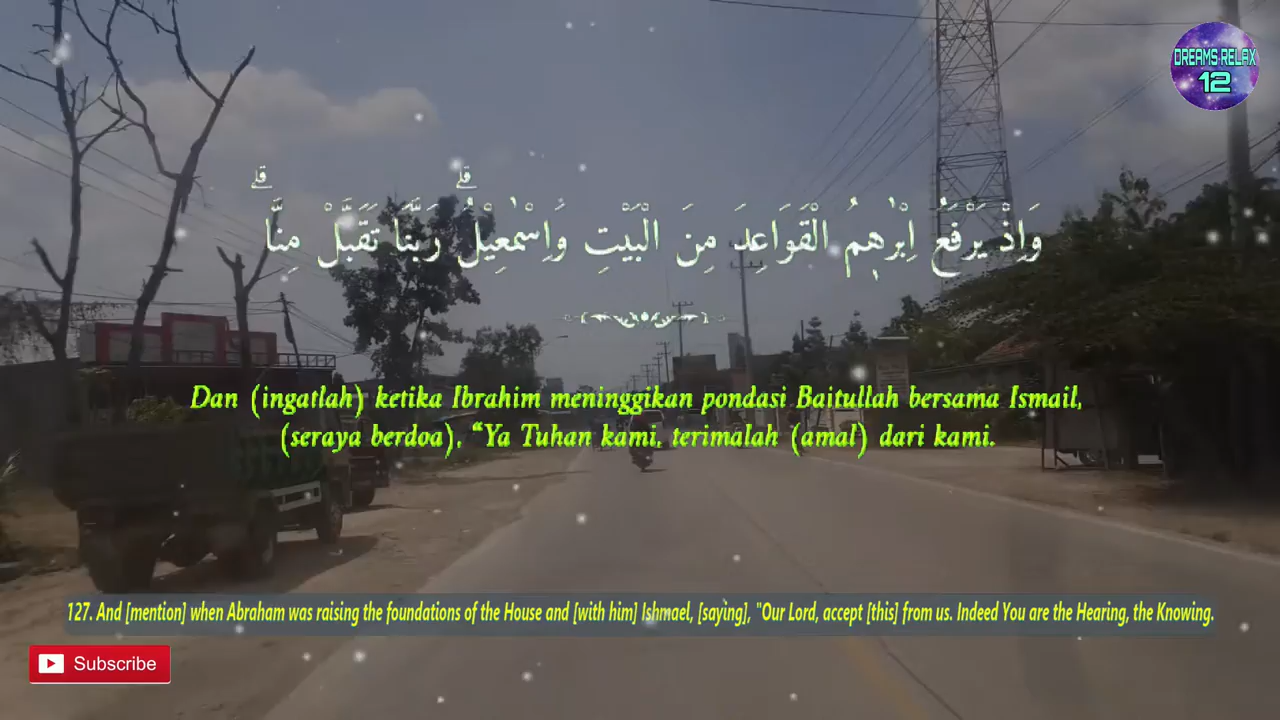 DREAMS RELAX
12
وَاِذْ يَرْفَعُ اِبْرٰهٖمُ الْقَوَاعِدَ مِنَ الْبَيْتِ وَاِسْمٰعِيْلُۗ رَبَّنَا تَقَبَّلْ مِنَّاۗ
Dan (ingatlah) ketika Ibrahim meninggikan pondasi Baitullah bersama Ismail,
(seraya berdoa), “Ya Tuhan kami, terimalah (amal) dari kami.
127. And [mention] when Abraham was raising the foundations of the House and [with him] Ishmael, [saying], "Our Lord, accept [this] from us. Indeed You are the Hearing, the Knowing.
Subscribe